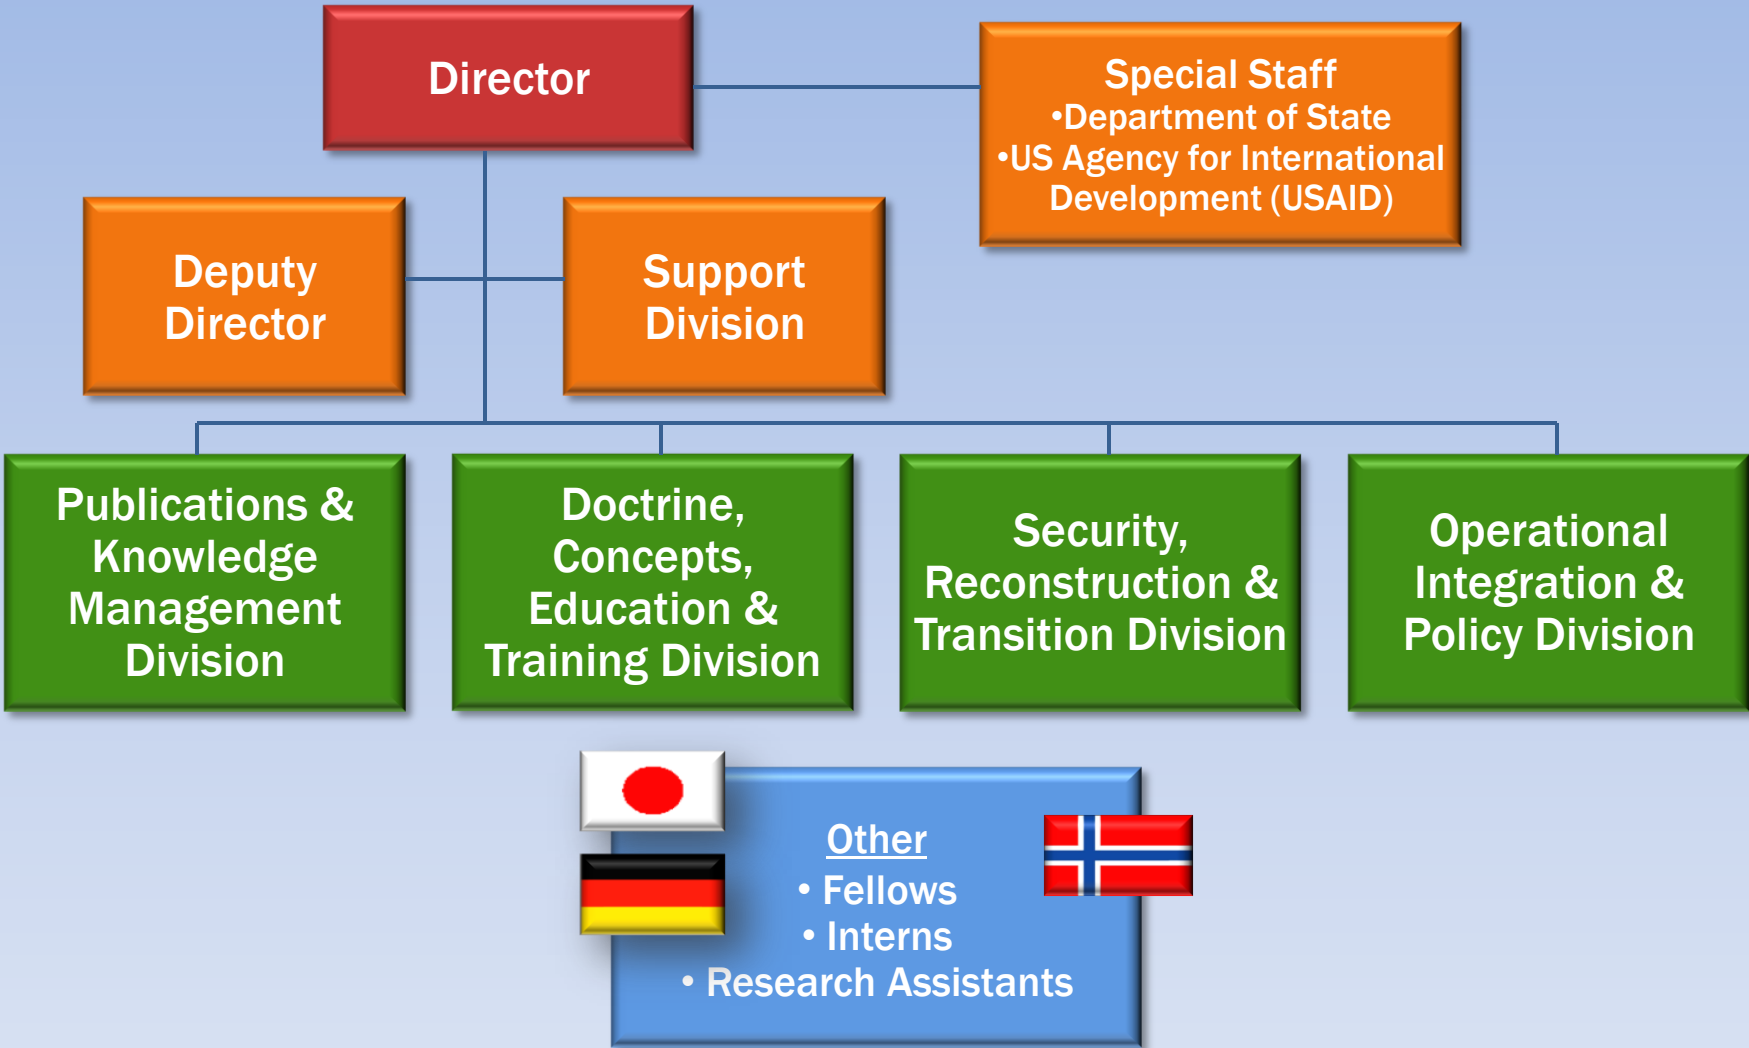 Director
Special Staff
•Department of State
•US Agency for International
Development (USAID)
Deputy
Director
Support
Division
Publications &
Knowledge
Management
Division
Doctrine,
Concepts,
Education &
Training Division
Security,
Reconstruction &
Transition Division
Operational
Integration &
Policy Division
Other
• Fellows
• Interns
• Research Assistants